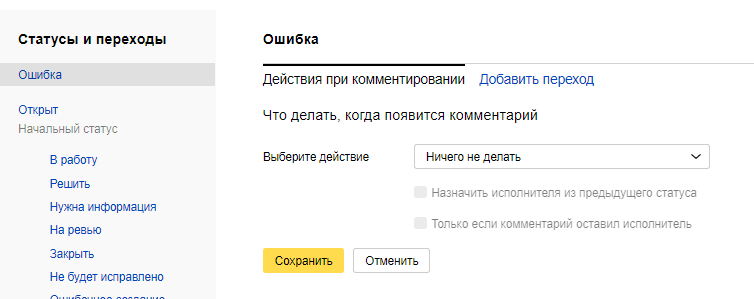 Статусы и переходы
Ошибка
Открыт
Начальный статус
В работу
Решить
Нужна информация
На ревью
Закрыть
Не будет исправлено
Ошибка
Действия при комментировании Добавить переход
Что делать, когда появится комментарий
Выберите действие Ничего не делать
Назначить исполнителя из предыдущего статуса
Только если комментарий оставил исполнитель
Сохранить Отменить